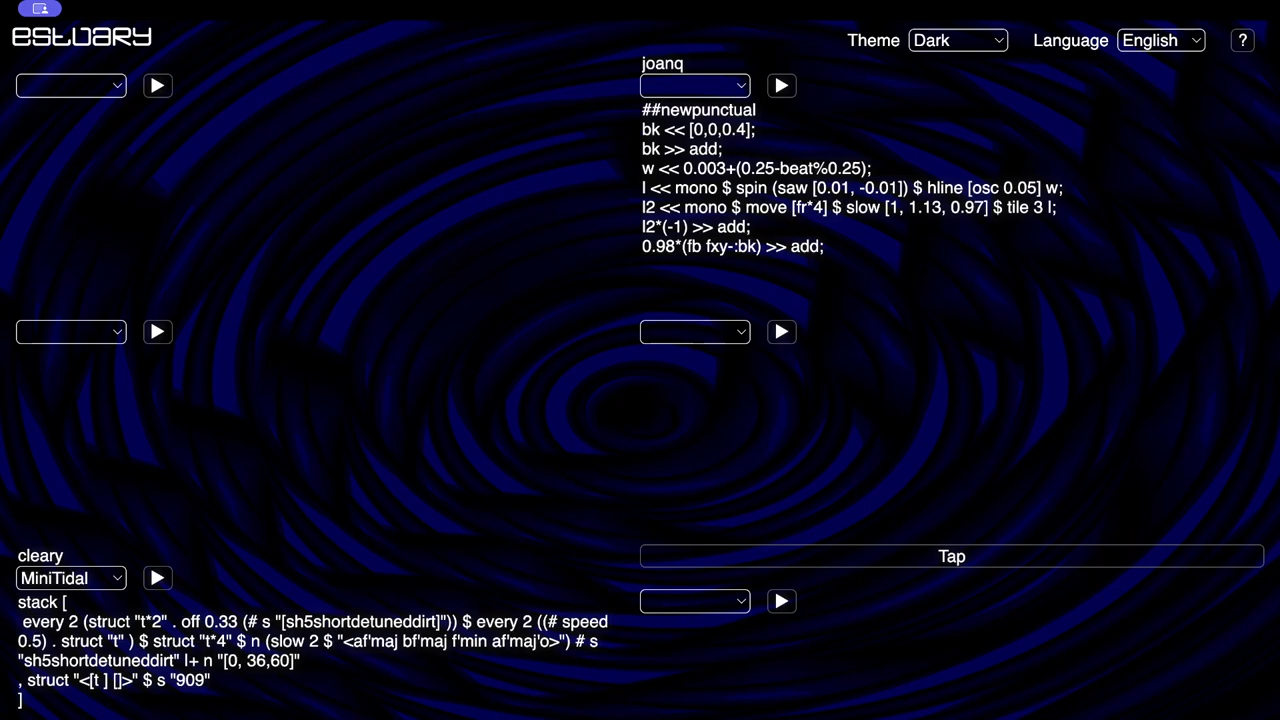 estuary
Theme Dark Language English ?
joanq
##newpunctual
bk << [0,0,0.4];
bk >> add;
w << 0.003+(0.25-beat%0.25);
l << mono $ spin (saw [0.01, -0.01]) $ hline [osc 0.05] w;
l2 << mono $ move [fr*4] $ slow [1, 1.13, 0.97] $ tile 3 l;
l2*(-1) >> add;
0.98*(fb fxy-:bk) >> add;
cleary
MiniTidal
stack [
every 2 (struct "t*2" . off 0.33 (# s "[sh5shortdetuneddirt]")) $ every 2 ((# speed
0.5) . struct "t" ) $ struct "t*4" $ n (slow 2 $ "<af'maj bf'maj f'min af'maj'o>") # s
"sh5shortdetuneddirt" |+ n "[0, 36,60]"
, struct "<[t ] []>" $ s "909"
]
Tap